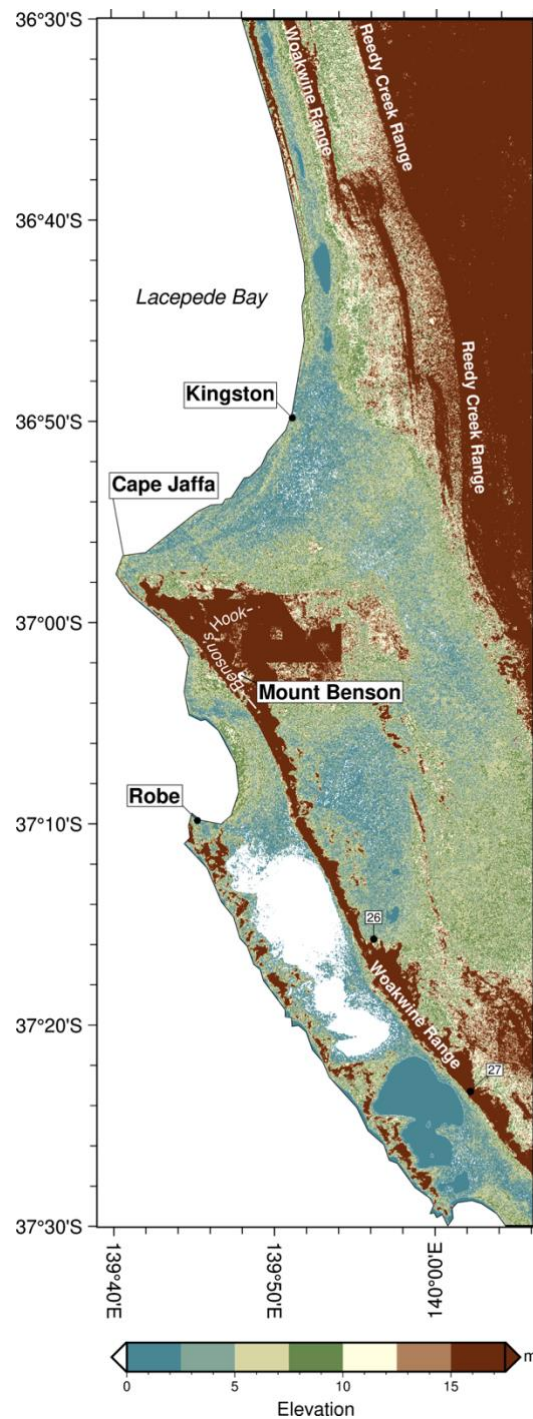 36°30'S
Woakwine Range
Reedy Creek Range
36°40'S
Lacepede Bay
Reedy Creek Range
Kingston
36°50'S
Cape Jaffa
37°00'S
-Benson's Hook-
Mount Benson
Robe
37°10'S
26
Woakwine Range
37°20'S
27
37°30'S
139°40'E
139°50'E
140°00'E
m
0 5 10 15
Elevation